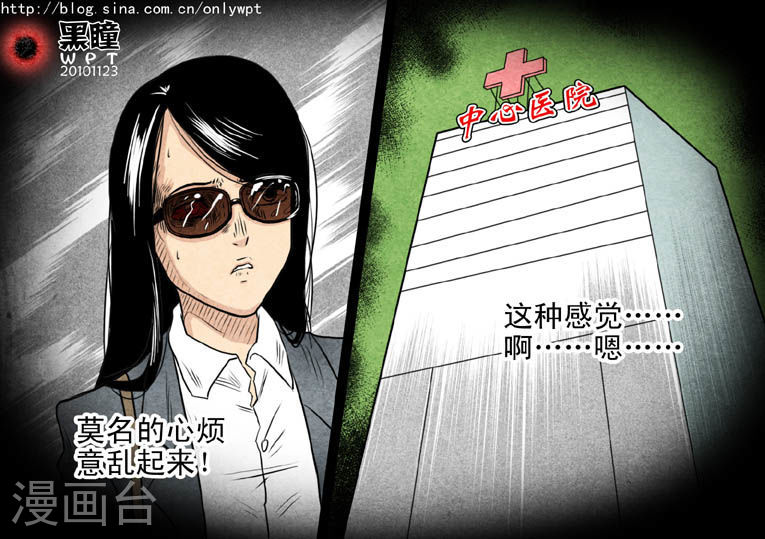 http://blog.sina.com.cn/onlywpt
黑瞳
WPT
20101123
莫名的心烦
意乱起来！
中心医院
这种感觉……
啊……嗯……
漫画台